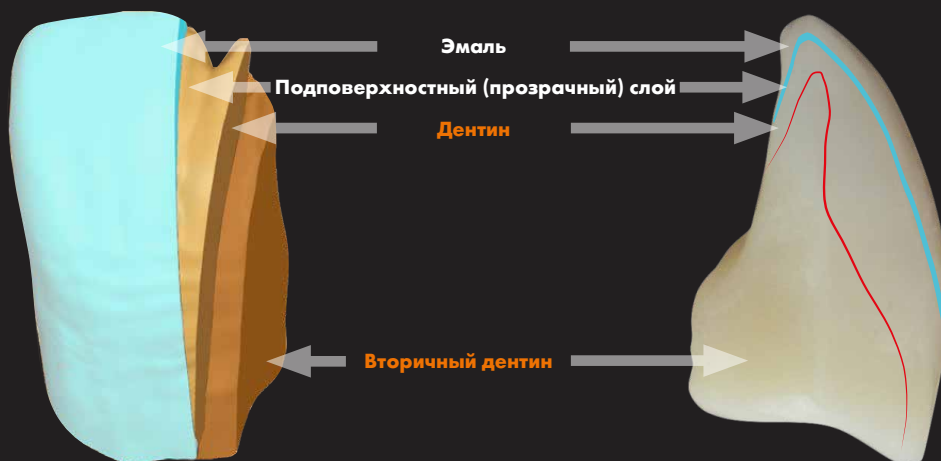 Эмаль
Подповерхностный (прозрачный) слой
Дентин
Вторичный дентин